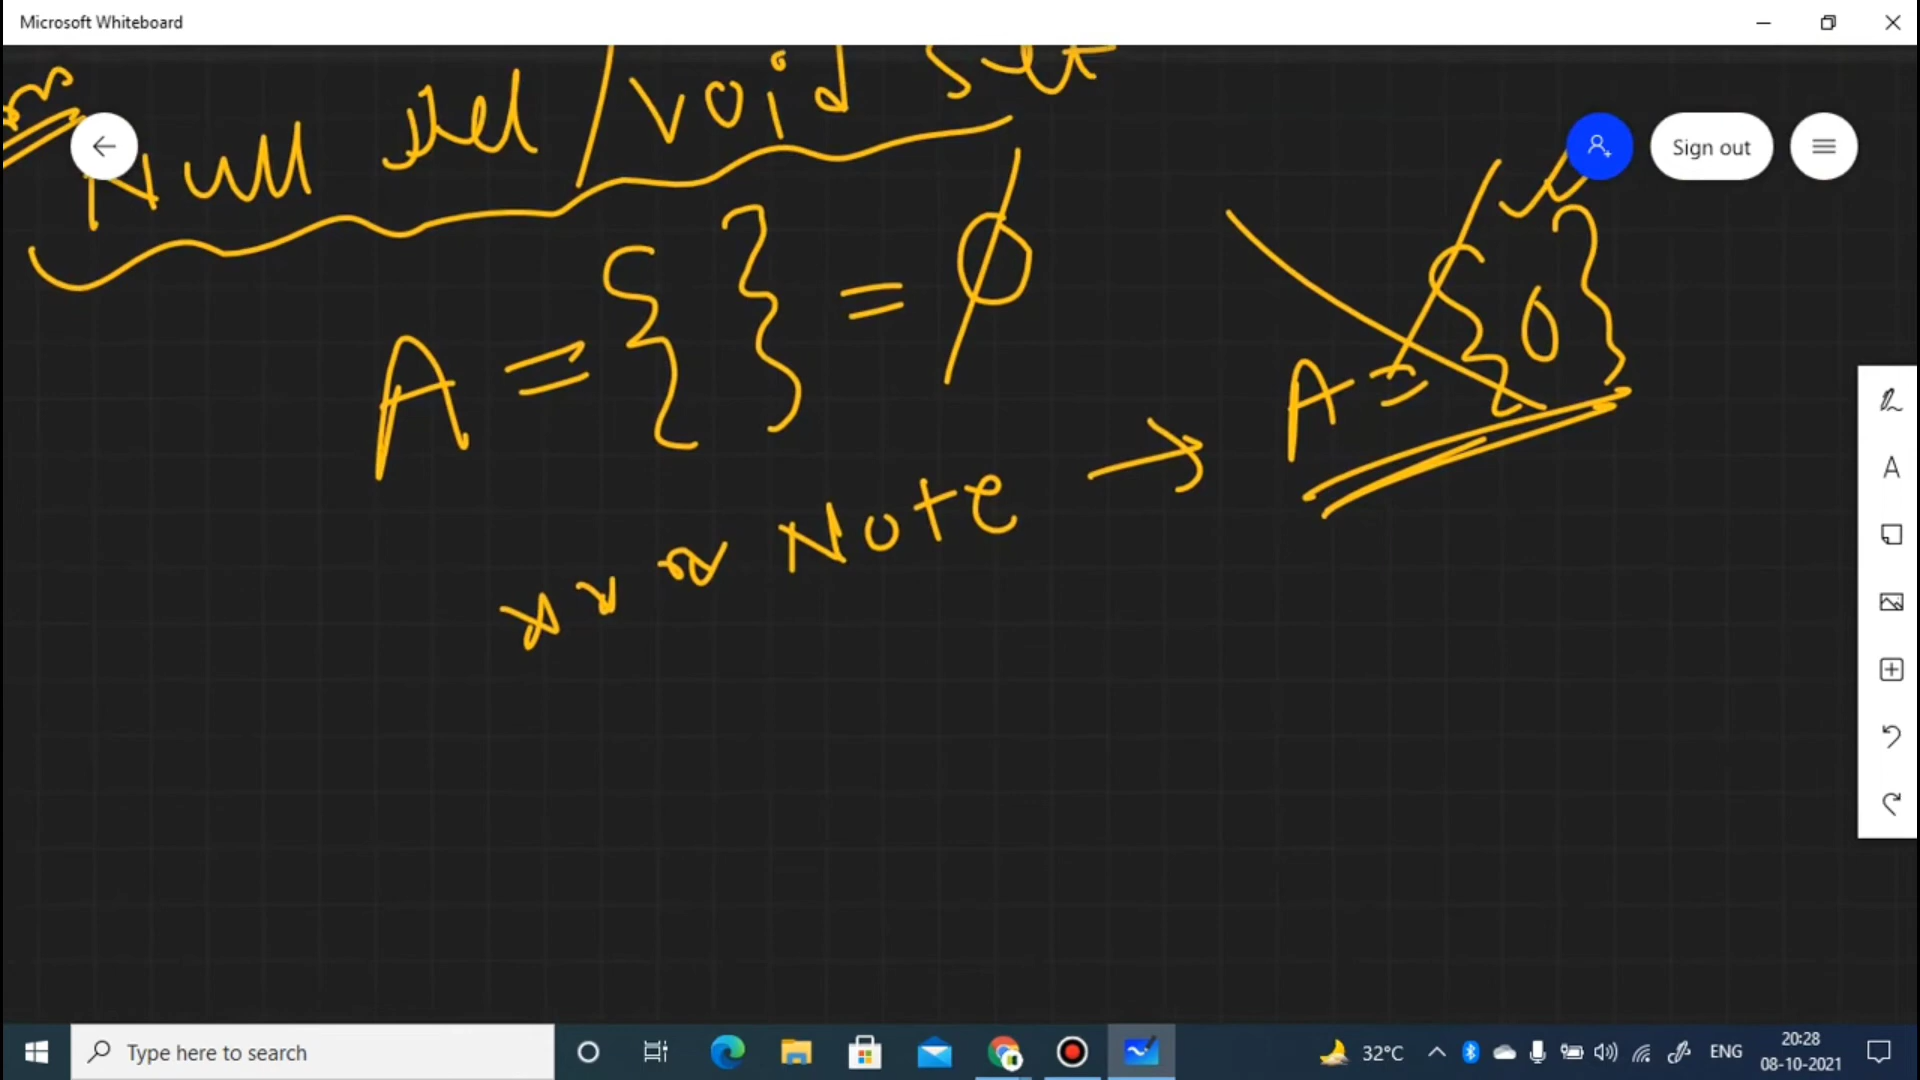 Microsoft Whiteboard
Null set / void set
Sign out
A = { } = ϕ
A = {0}
Note →
A
Type here to search
32°C
ENG
20:28
08-10-2021